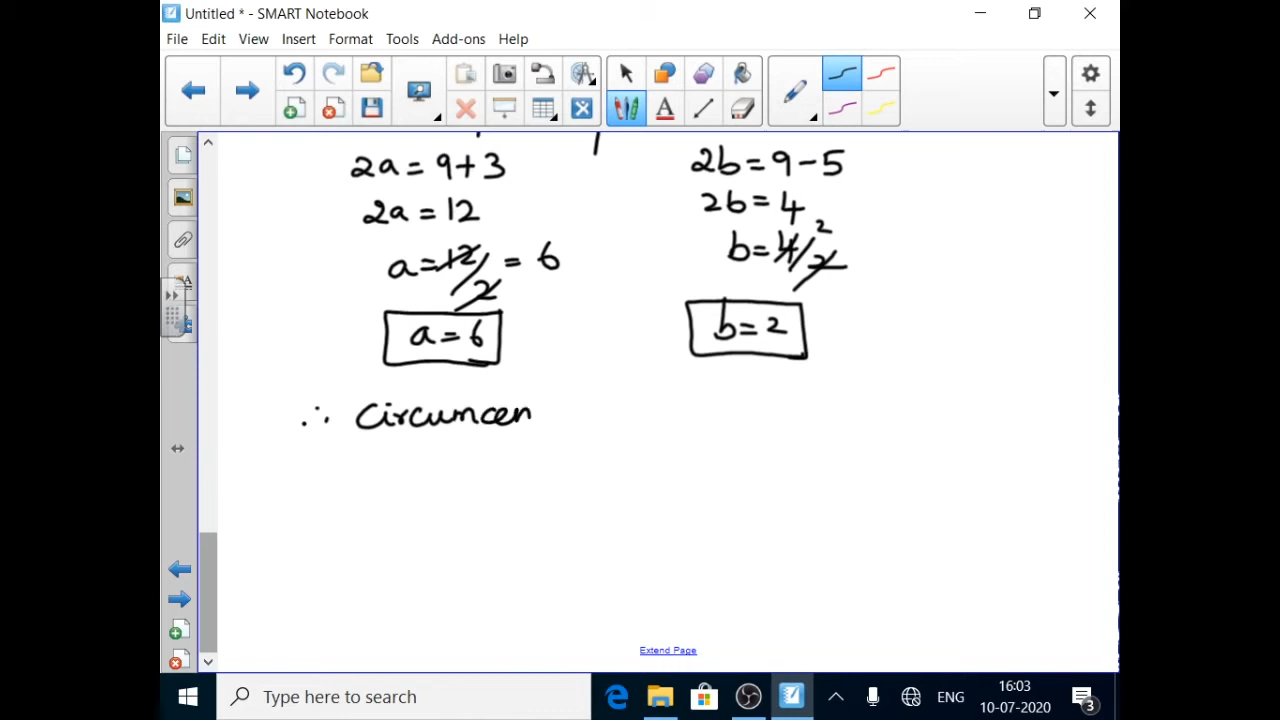 Untitled * - SMART Notebook
File Edit View Insert Format Tools Add-ons Help
2a = 9 + 3
2b = 9 - 5
2a = 12
2b = 4
a = 12/2 = 6
b = 4/2 2
a = 6
b = 2
∴ Circumcen
Extend Page
Type here to search
ENG
16:03
10-07-2020
3